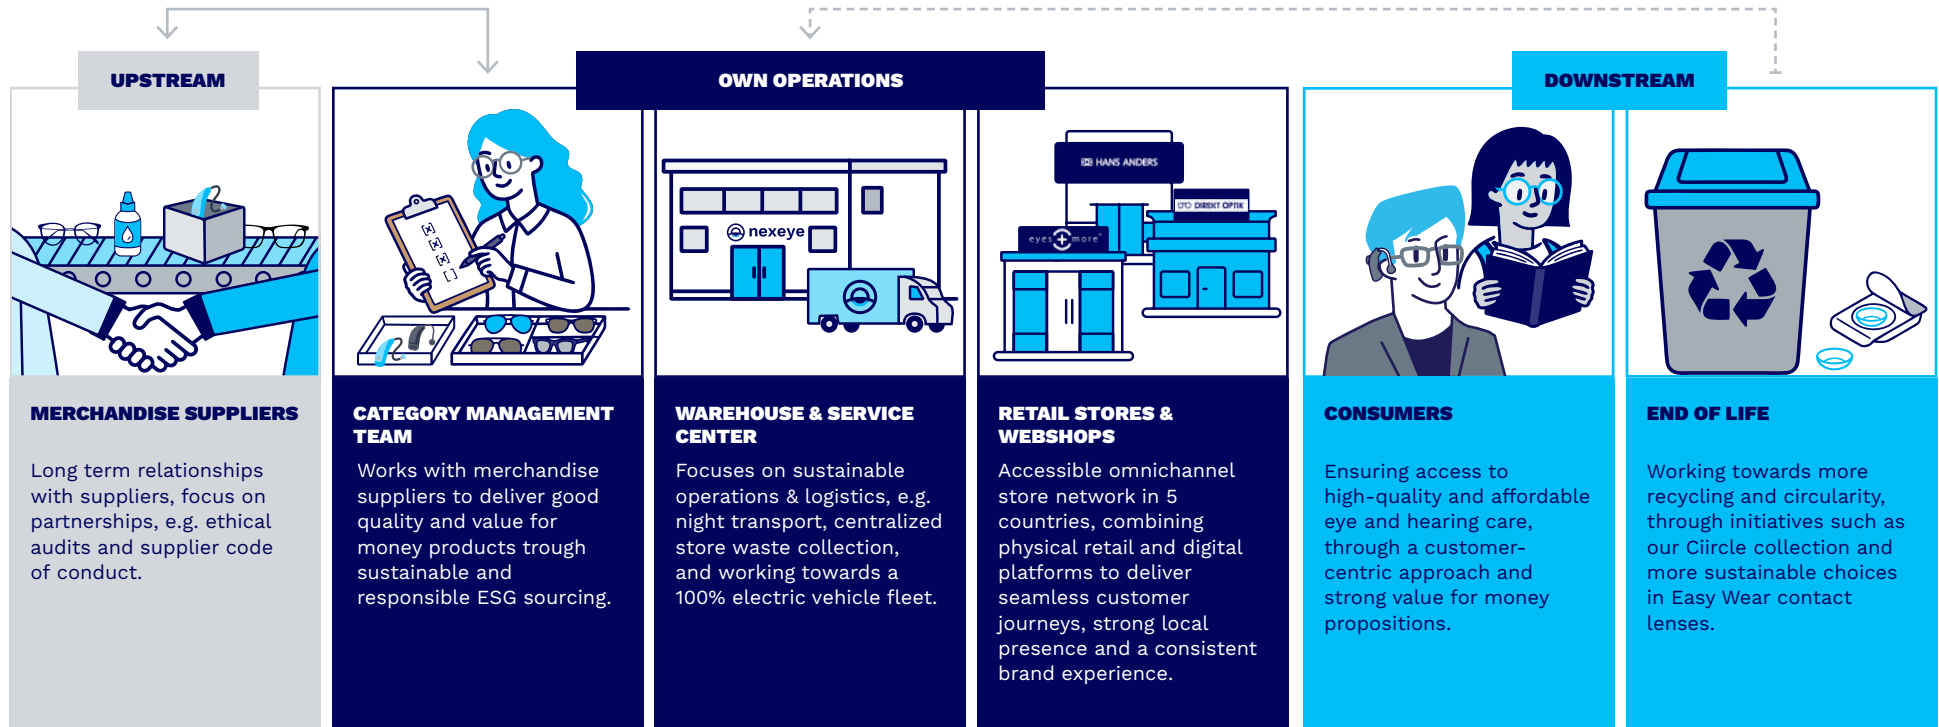 UPSTREAM
OWN OPERATIONS
DOWNSTREAM
HANS ANDERS
DIREKT OPTIK
eyes + more
nexeye
[x]
[x]
[x]
[ ]
MERCHANDISE SUPPLIERS
Long term relationships
with suppliers, focus on
partnerships, e.g. ethical
audits and supplier code
of conduct.
CATEGORY MANAGEMENT
TEAM
Works with merchandise
suppliers to deliver good
quality and value for
money products trough
sustainable and
responsible ESG sourcing.
WAREHOUSE & SERVICE
CENTER
Focuses on sustainable
operations & logistics, e.g.
night transport, centralized
store waste collection,
and working towards a
100% electric vehicle fleet.
RETAIL STORES &
WEBSHOPS
Accessible omnichannel
store network in 5
countries, combining
physical retail and digital
platforms to deliver
seamless customer
journeys, strong local
presence and a consistent
brand experience.
CONSUMERS
Ensuring access to
high-quality and affordable
eye and hearing care,
through a customer-
centric approach and
strong value for money
propositions.
END OF LIFE
Working towards more
recycling and circularity,
through initiatives such as
our Ciircle collection and
more sustainable choices
in Easy Wear contact
lenses.